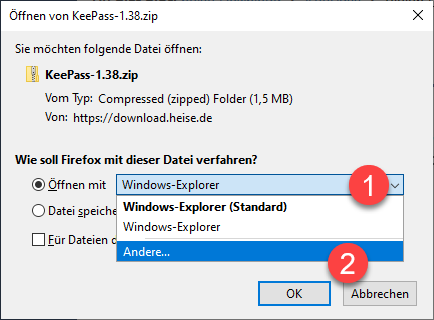 Öffnen von KeePass-1.38.zip
Sie möchten folgende Datei öffnen:
KeePass-1.38.zip
Vom Typ: Compressed (zipped) Folder (1,5 MB)
Von: https://download.heise.de
Wie soll Firefox mit dieser Datei verfahren?
Öffnen mit
Windows-Explorer
1
Windows-Explorer (Standard)
Datei speiche
Windows-Explorer
Für Dateien
Andere...
2
OK
Abbrechen